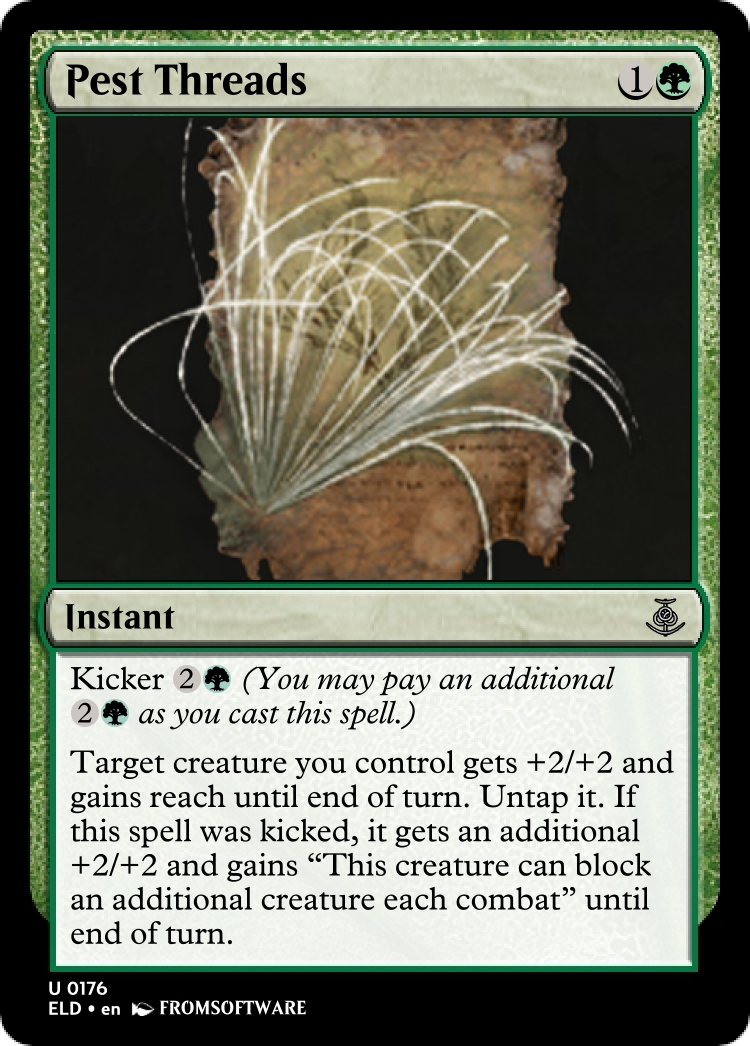 Pest Threads 1
Instant
Kicker 2 (You may pay an additional
2 as you cast this spell.)
Target creature you control gets +2/+2 and
gains reach until end of turn. Untap it. If
this spell was kicked, it gets an additional
+2/+2 and gains “This creature can block
an additional creature each combat” until
end of turn.
U 0176
ELD • en FROMSOFTWARE